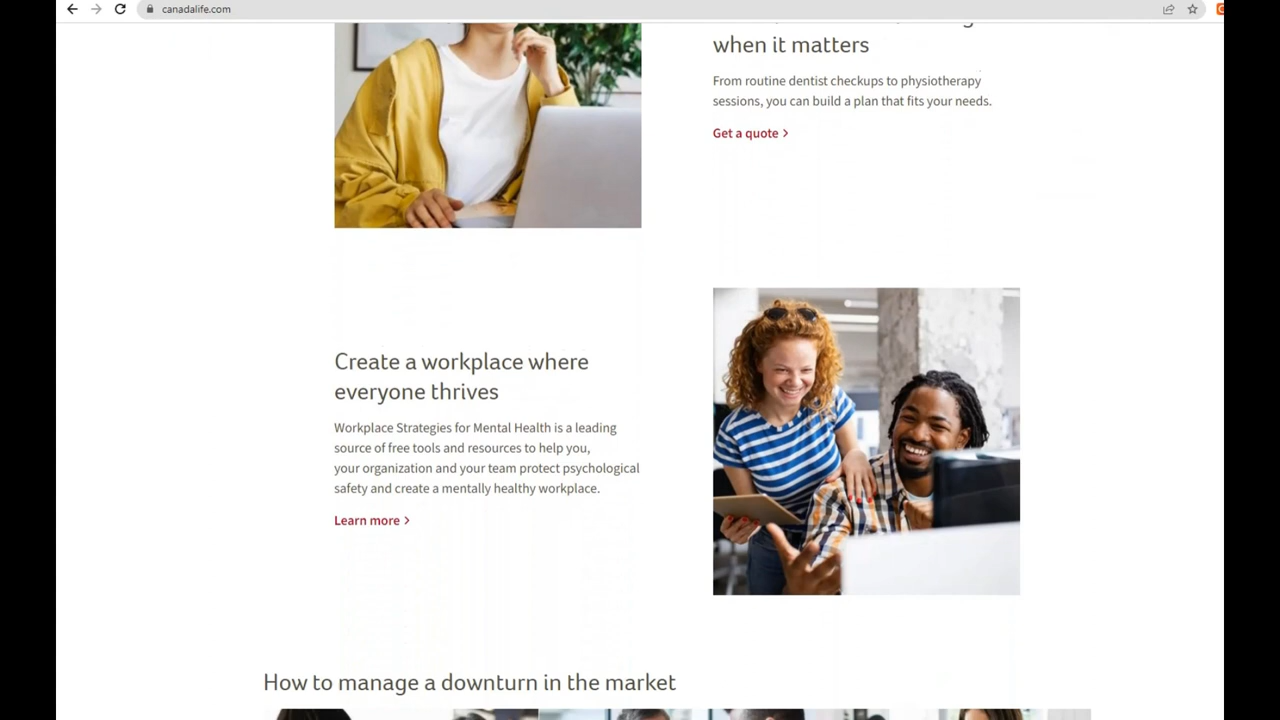 canadalife.com
when it matters
From routine dentist checkups to physiotherapy
sessions, you can build a plan that fits your needs.
Get a quote >
Create a workplace where
everyone thrives
Workplace Strategies for Mental Health is a leading
source of free tools and resources to help you,
your organization and your team protect psychological
safety and create a mentally healthy workplace.
Learn more >
How to manage a downturn in the market